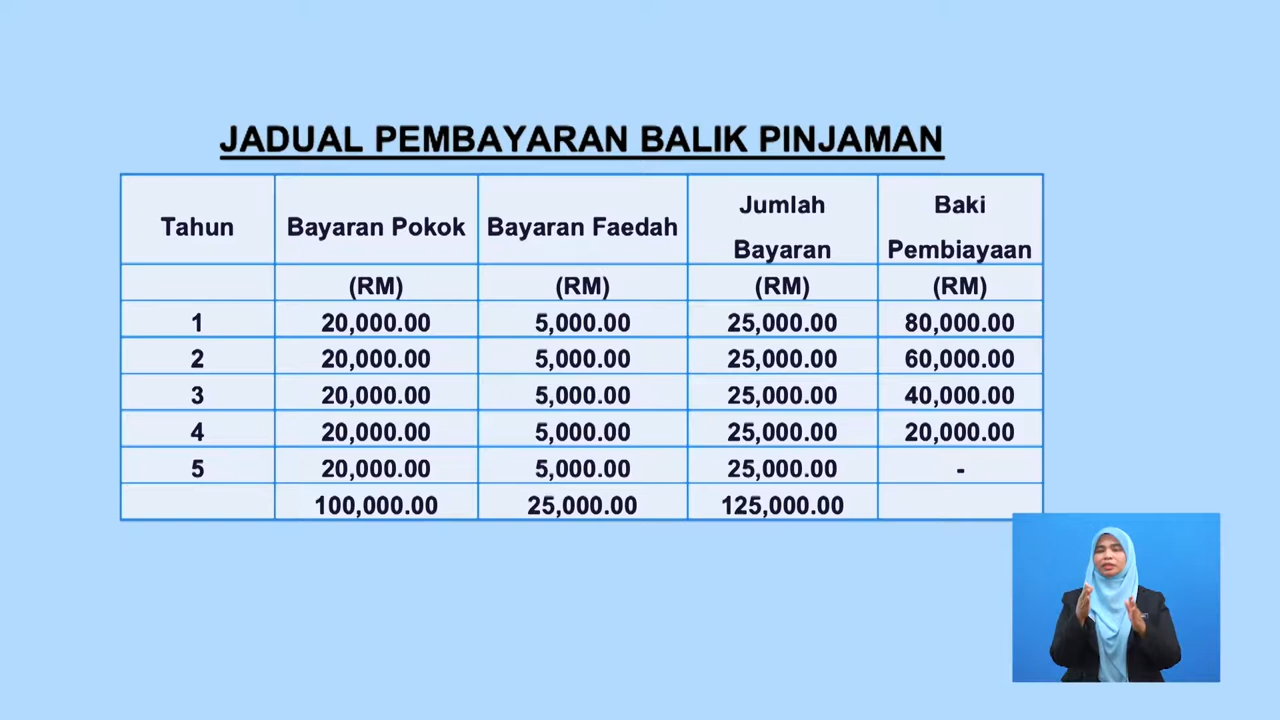 JADUAL PEMBAYARAN BALIK PINJAMAN
Tahun Bayaran Pokok Bayaran Faedah Jumlah Bayaran Baki Pembiayaan
(RM) (RM) (RM) (RM)
1 20,000.00 5,000.00 25,000.00 80,000.00
2 20,000.00 5,000.00 25,000.00 60,000.00
3 20,000.00 5,000.00 25,000.00 40,000.00
4 20,000.00 5,000.00 25,000.00 20,000.00
5 20,000.00 5,000.00 25,000.00 -
100,000.00 25,000.00 125,000.00